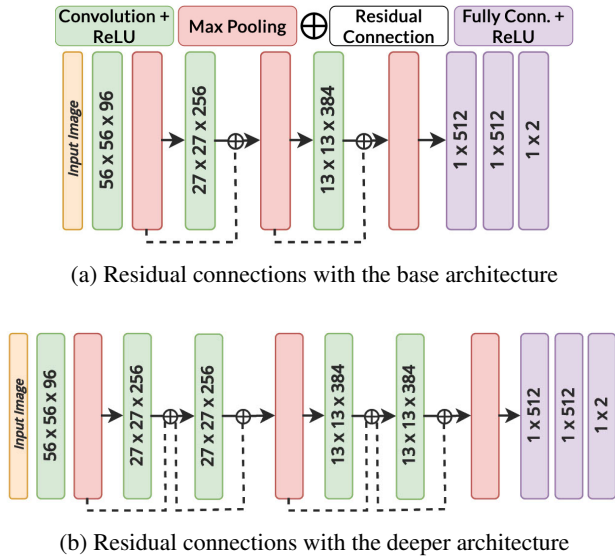 Convolution +
ReLU
Max Pooling
Residual
Connection
Fully Conn. +
ReLU
Input Image
56 x 56 x 96
27 x 27 x 256
13 x 13 x 384
1 x 512
1 x 512
1 x 2
(a) Residual connections with the base architecture
Input Image
56 x 56 x 96
27 x 27 x 256
27 x 27 x 256
13 x 13 x 384
13 x 13 x 384
1 x 512
1 x 512
1 x 2
(b) Residual connections with the deeper architecture